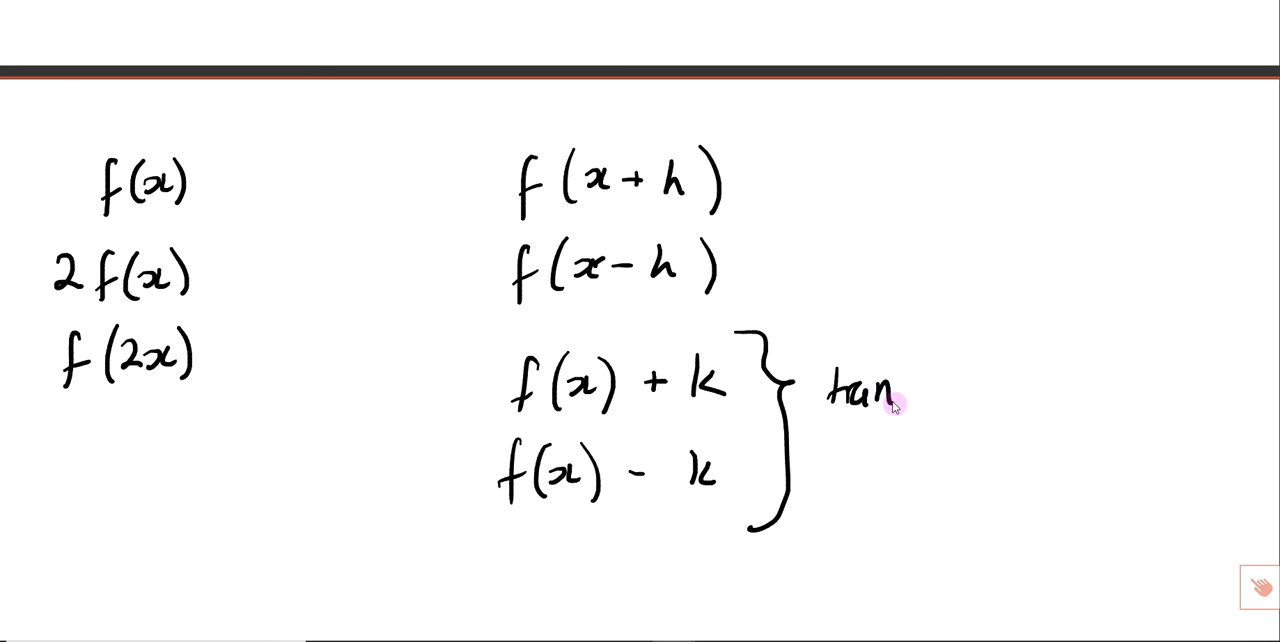 f(x)
2f(x)
f(2x)
f(x+h)
f(x-h)
f(x) + k
f(x) - k
tan